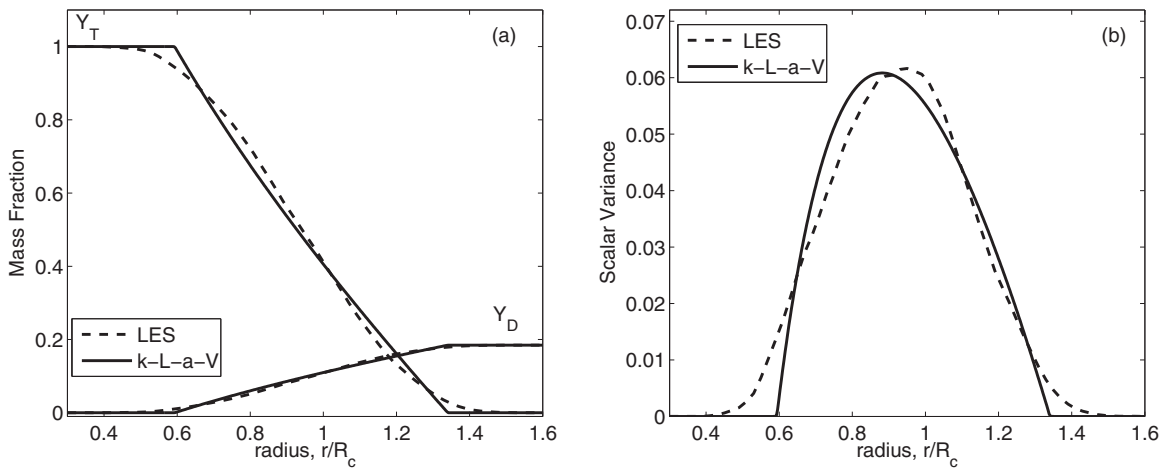 Y_T
(a)
1
0.8
0.6
0.4
0.2
0
Mass Fraction
Y_D
LES
k−L−a−V
0.4 0.6 0.8 1.0 1.2 1.4 1.6
radius, r/R_c
(b)
LES
k−L−a−V
0.07
0.06
0.05
0.04
0.03
0.02
0.01
0
Scalar Variance
0.4 0.6 0.8 1.0 1.2 1.4 1.6
radius, r/R_c